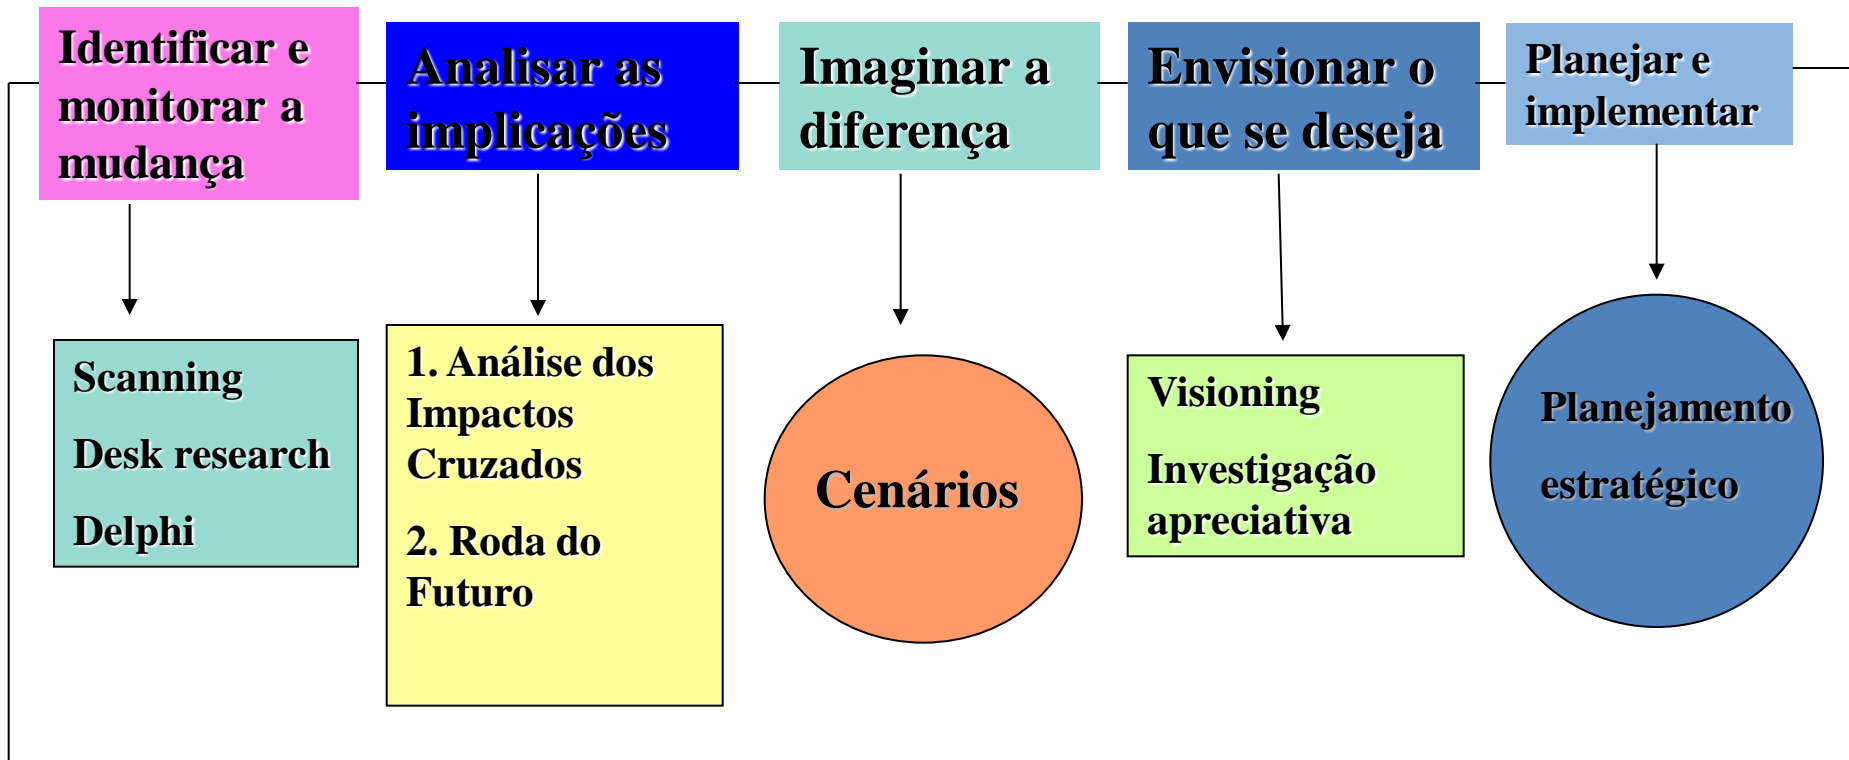 Identificar e
monitorar a
mudança
Analisar as
implicações
Imaginar a
diferença
Envisionar o
que se deseja
Planejar e
implementar
Scanning
Desk research
Delphi
1. Análise dos
Impactos
Cruzados
2. Roda do
Futuro
Cenários
Visioning
Investigação
apreciativa
Planejamento
estratégico